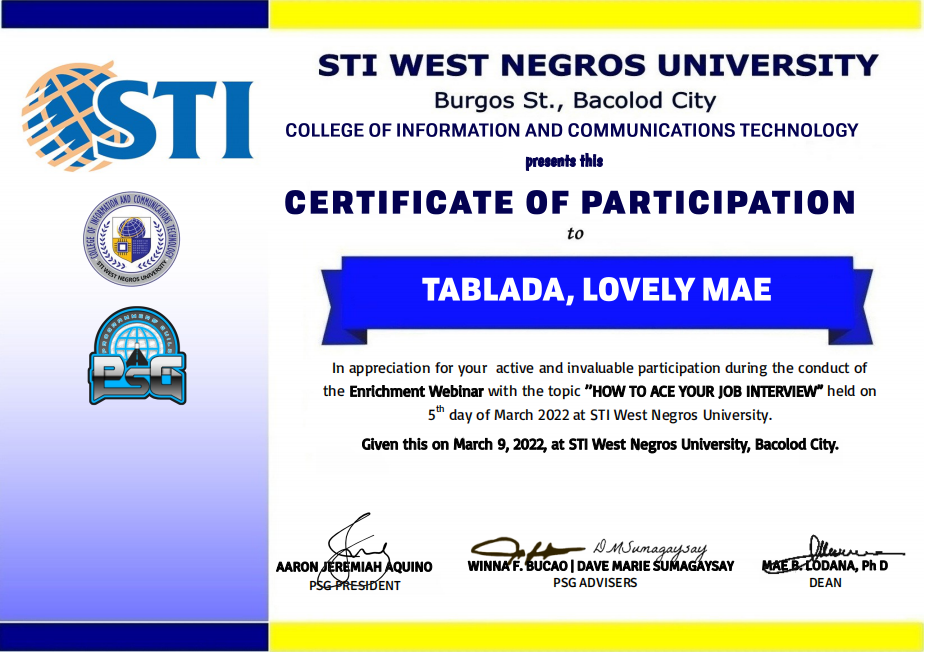 STI
STI WEST NEGROS UNIVERSITY
Burgos St., Bacolod City
COLLEGE OF INFORMATION AND COMMUNICATIONS TECHNOLOGY
presents this
CERTIFICATE OF PARTICIPATION
to
TABLADA, LOVELY MAE
COLLEGE OF INFORMATION AND COMMUNICATIONS TECHNOLOGY
STI WEST NEGROS UNIVERSITY
PSG
In appreciation for your active and invaluable participation during the conduct of
the Enrichment Webinar with the topic "HOW TO ACE YOUR JOB INTERVIEW" held on
5th day of March 2022 at STI West Negros University.
Given this on March 9, 2022, at STI West Negros University, Bacolod City.
DMSumagaysay
AARON JEREMIAH AQUINO
PSG PRESIDENT
WINNA F. BUCAO | DAVE MARIE SUMAGAYSAY
PSG ADVISERS
MAE B. LODANA, Ph D
DEAN